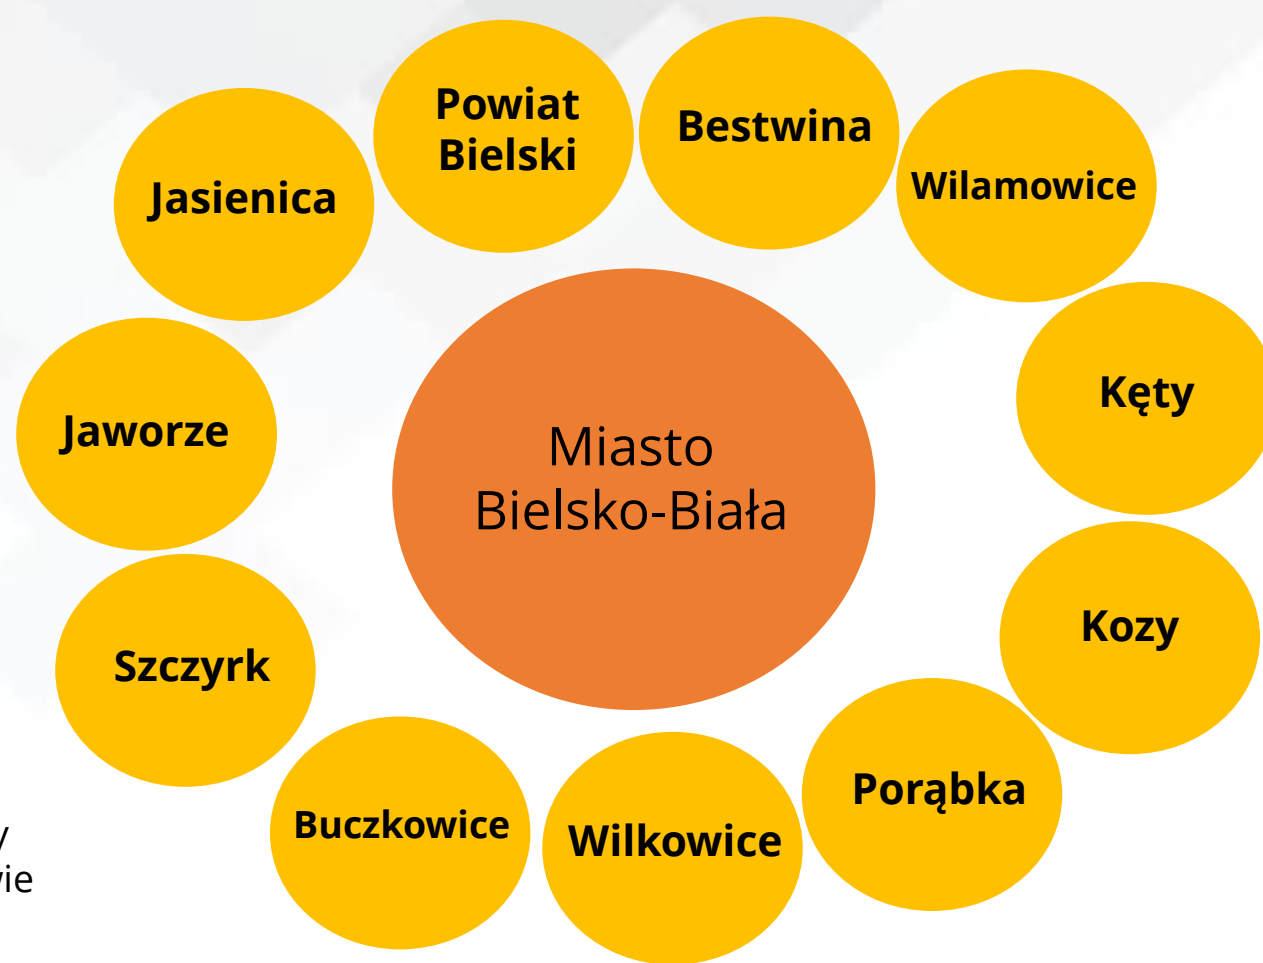 Powiat
Bielski
Bestwina
Wilamowice
Jasienica
Kęty
Jaworze
Miasto
Bielsko-Biała
Kozy
Szczyrk
Porąbka
Buczkowice
Wilkowice